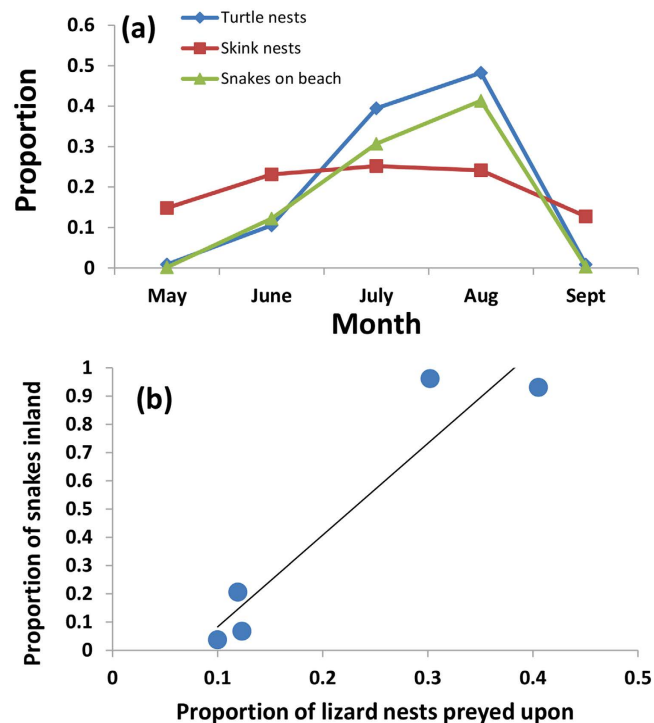 (a)
Turtle nests
Skink nests
Snakes on beach
Proportion
0.6
0.5
0.4
0.3
0.2
0.1
0
May June July Aug Sept
Month
(b)
Proportion of snakes inland
1
0.9
0.8
0.7
0.6
0.5
0.4
0.3
0.2
0.1
0
0 0.1 0.2 0.3 0.4 0.5
Proportion of lizard nests preyed upon